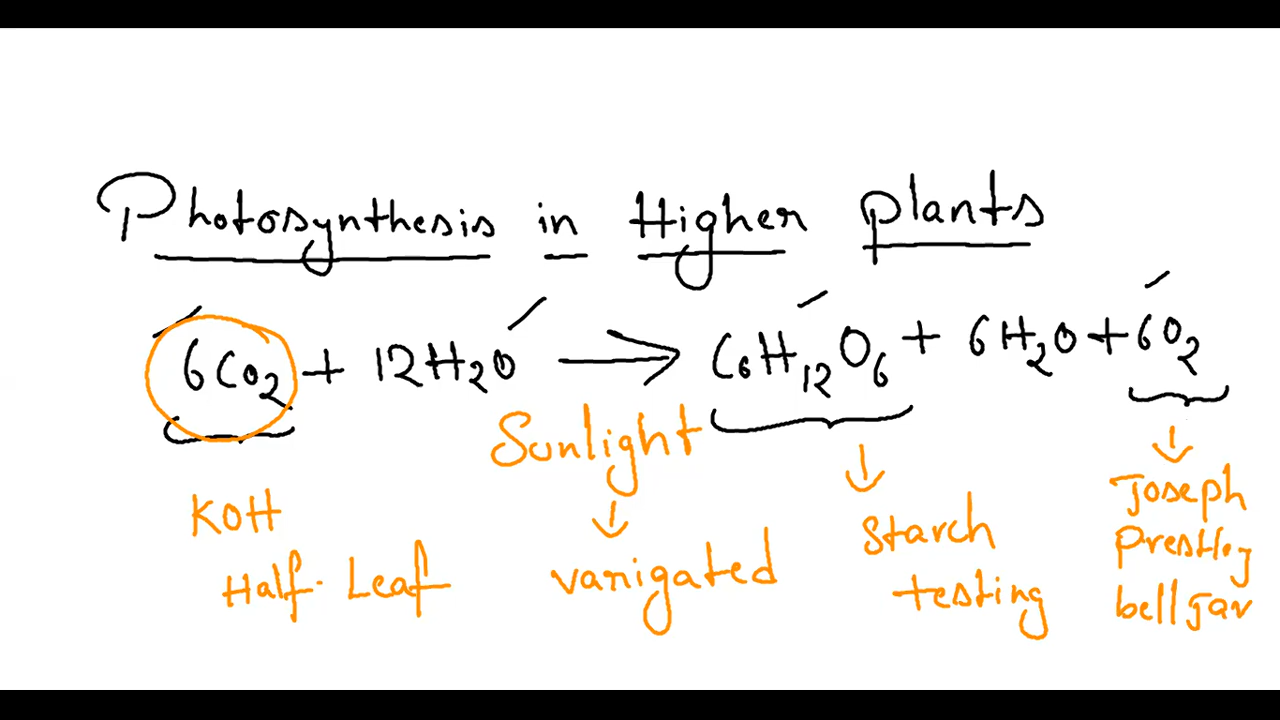 Photosynthesis in Higher plants
6CO2 + 12H2O → C6H12O6 + 6H2O + 6O2
Sunlight
KOH
Half-Leaf
varigated
starch
testing
Joseph
Prestley
bell Jar